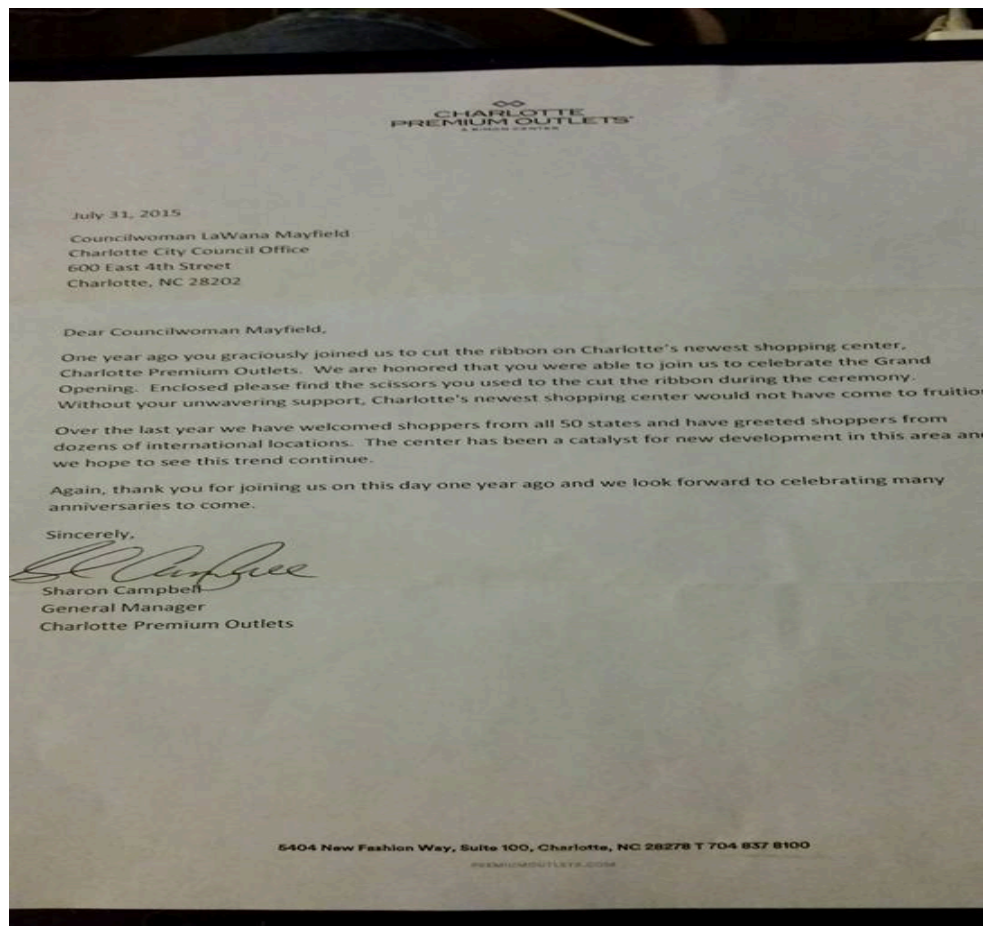 CHARLOTTE
PREMIUM OUTLETS
A SIMON CENTER
July 31, 2015
Councilwoman LaWana Mayfield
Charlotte City Council Office
600 East 4th Street
Charlotte, NC 28202
Dear Councilwoman Mayfield,
One year ago you graciously joined us to cut the ribbon on Charlotte's newest shopping center,
Charlotte Premium Outlets. We are honored that you were able to join us to celebrate the Grand
Opening. Enclosed please find the scissors you used to the cut the ribbon during the ceremony.
Without your unwavering support, Charlotte's newest shopping center would not have come to fruition
Over the last year we have welcomed shoppers from all 50 states and have greeted shoppers from
dozens of international locations. The center has been a catalyst for new development in this area and
we hope to see this trend continue.
Again, thank you for joining us on this day one year ago and we look forward to celebrating many
anniversaries to come.
Sincerely,
Sharon Campbell
General Manager
Charlotte Premium Outlets
5404 New Fashion Way, Suite 100, Charlotte, NC 28278 T 704 837 8100
PREMIUMOUTLETS.COM